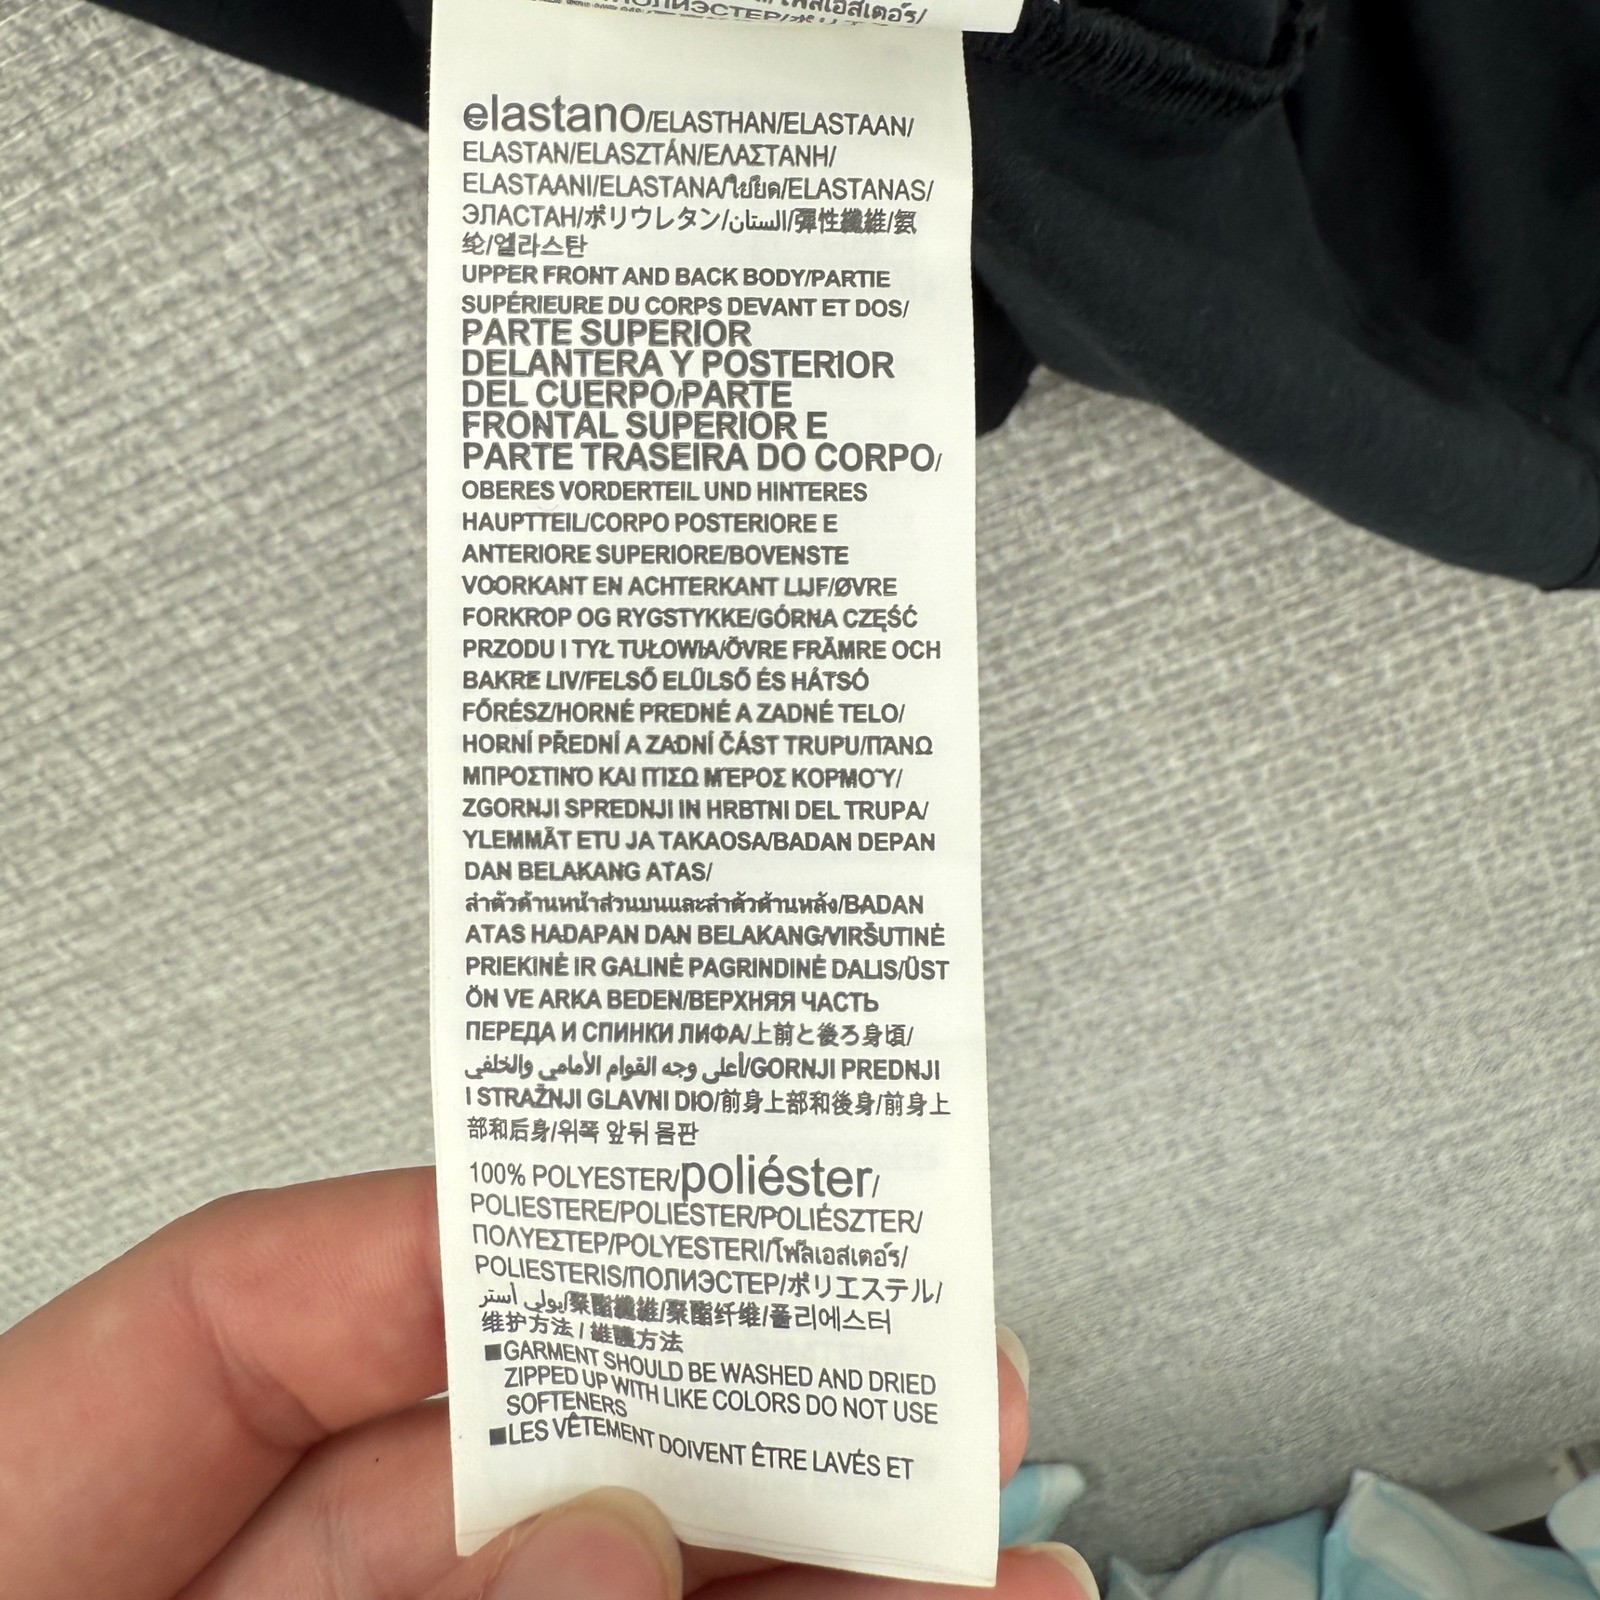 elastano/ELASTHAN/ELASTAAN/
ELASTAN/ELASZTÁN/ΕΛΑΣΤΑΝΗ/
ELASTAANI/ELASTANA/ใยยืด/ELASTANAS/
ЭЛАСТАН/ポリウレタン/الستان/彈性纖維/氨
纶/엘라스탄
UPPER FRONT AND BACK BODY/PARTIE
SUPÉRIEURE DU CORPS DEVANT ET DOS/
PARTE SUPERIOR
DELANTERA Y POSTERIOR
DEL CUERPO/PARTE
FRONTAL SUPERIOR E
PARTE TRASEIRA DO CORPO/
OBERES VORDERTEIL UND HINTERES
HAUPTTEIL/CORPO POSTERIORE E
ANTERIORE SUPERIORE/BOVENSTE
VOORKANT EN ACHTERKANT LIJF/ØVRE
FORKROP OG RYGSTYKKE/GÓRNA CZĘŚĆ
PRZODU I TYŁ TUŁOWIA/ÖVRE FRÄMRE OCH
BAKRE LIV/FELSŐ ELÜLSŐ ÉS HÁTSÓ
FŐRÉSZ/HORNÉ PREDNÉ A ZADNÉ TELO/
HORNÍ PŘEDNÍ A ZADNÍ ČÁST TRUPU/ΠΆΝΩ
ΜΠΡΟΣΤΙΝΌ ΚΑΙ ΠΊΣΩ ΜΈΡΟΣ ΚΟΡΜΟΎ/
ZGORNJI SPREDNJI IN HRBTNI DEL TRUPA/
YLEMMÄT ETU JA TAKAOSA/BADAN DEPAN
DAN BELAKANG ATAS/
ลำตัวด้านหน้าส่วนบนและลำตัวด้านหลัง/BADAN
ATAS HADAPAN DAN BELAKANG/VIRŠUTINĖ
PRIEKINĖ IR GALINĖ PAGRINDINĖ DALIS/ÜST
ÖN VE ARKA BEDEN/ВЕРХНЯЯ ЧАСТЬ
ПЕРЕДА И СПИНКИ ЛИФА/上前と後ろ身頃/
أعلى وجه القوام الأمامي والخلفي/GORNJI PREDNJI
I STRAŽNJI GLAVNI DIO/前身上部和後身/前身上
部和后身/위쪽 앞뒤 몸판
100% POLYESTER/poliéster/
POLIESTERE/POLIESTER/POLIÉSZTER/
ΠΟΛΥΕΣΤΕΡ/POLYESTERI/โพลีเอสเตอร์/
POLIESTERIS/ПОЛИЭСТЕР/ポリエステル/
بولي أستر/聚酯纖維/聚酯纤维/폴리에스터
维护方法 / 維護方法
■GARMENT SHOULD BE WASHED AND DRIED
ZIPPED UP WITH LIKE COLORS DO NOT USE
SOFTENERS
■LES VÊTEMENT DOIVENT ÊTRE LAVÉS ET